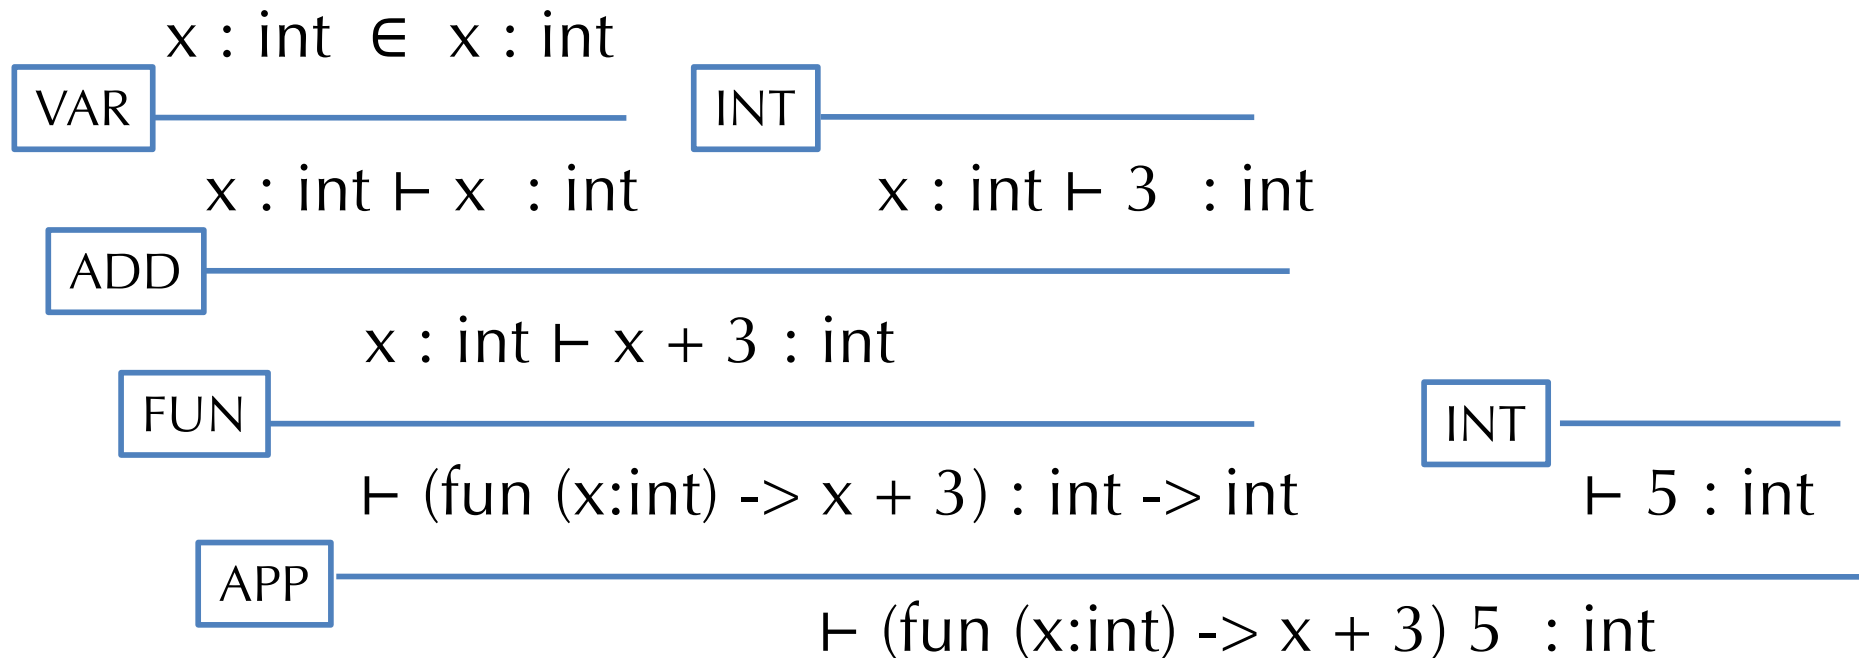 x : int ∈ x : int
VAR INT
x : int ⊢ x : int x : int ⊢ 3 : int
ADD
x : int ⊢ x + 3 : int
FUN INT
⊢ (fun (x:int) -> x + 3) : int -> int ⊢ 5 : int
APP
⊢ (fun (x:int) -> x + 3) 5 : int